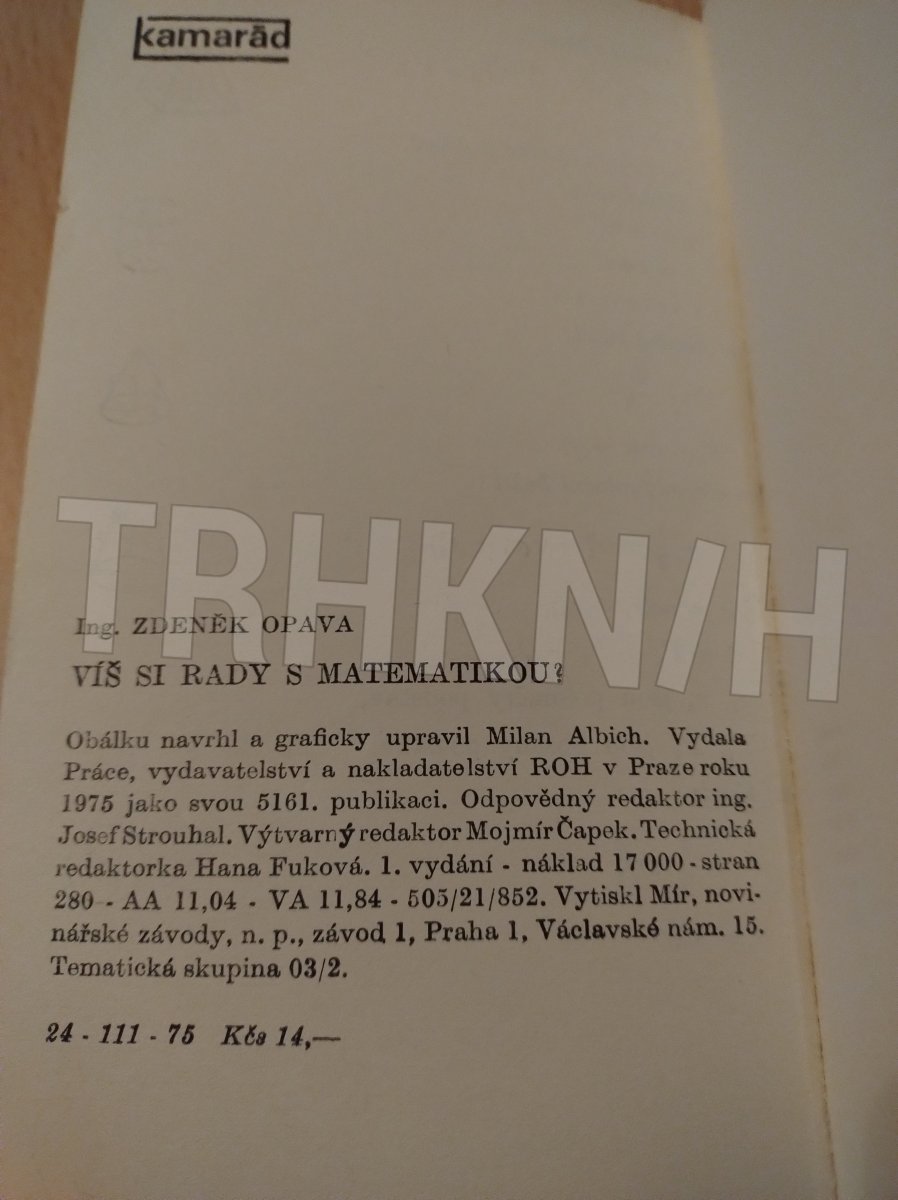 kamarád
TRHKN/H
Ing. ZDENĚK OPAVA
VÍŠ SI RADY S MATEMATIKOU?
Obálku navrhl a graficky upravil Milan Albich. Vydala
Práce, vydavatelství a nakladatelství ROH v Praze roku
1975 jako svou 5161. publikaci. Odpovědný redaktor ing.
Josef Strouhal. Výtvarný redaktor Mojmír Čapek. Technická
redaktorka Hana Fuková. 1. vydání - náklad 17 000 - stran
280 - AA 11,04 - VA 11,84 - 505/21/852. Vytiskl Mír, novi-
nářské závody, n. p., závod 1, Praha 1, Václavské nám. 15.
Tematická skupina 03/2.
24 - 111 - 75 Kčs 14,—